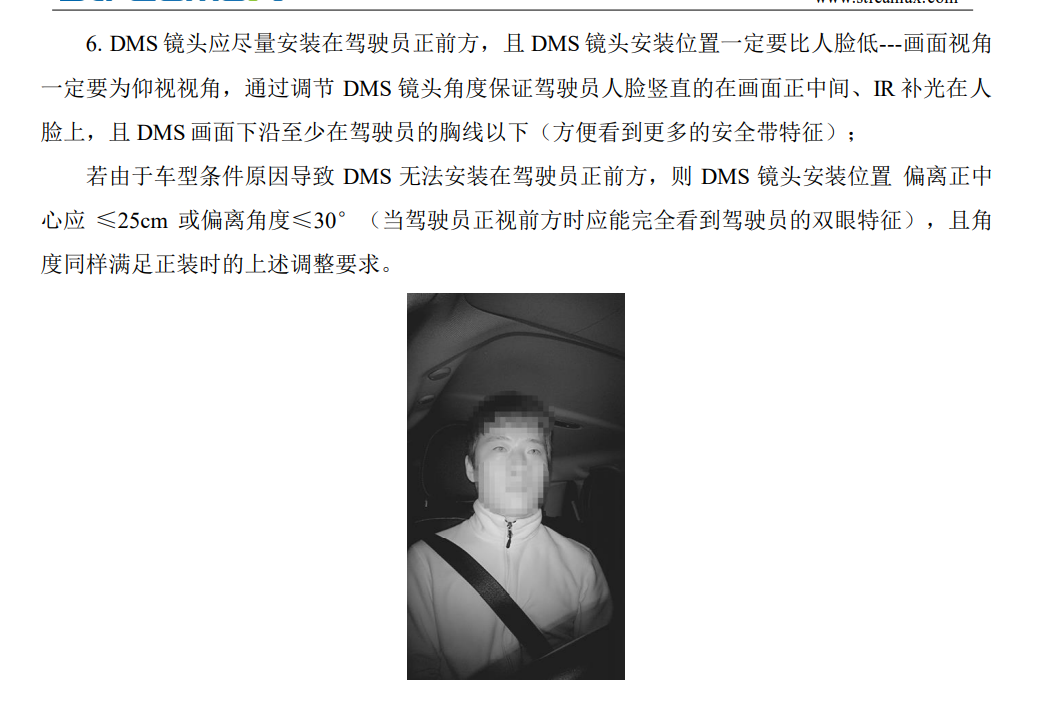 www.streamax.com
6. DMS 镜头应尽量安装在驾驶员正前方，且 DMS 镜头安装位置一定要比人脸低---画面视角
一定要为仰视视角，通过调节 DMS 镜头角度保证驾驶员人脸竖直的在画面正中间、IR 补光在人
脸上，且 DMS 画面下沿至少在驾驶员的胸线以下（方便看到更多的安全带特征）；
若由于车型条件原因导致 DMS 无法安装在驾驶员正前方，则 DMS 镜头安装位置 偏离正中
心应 ≤25cm 或偏离角度≤30°（当驾驶员正视前方时应能完全看到驾驶员的双眼特征），且角
度同样满足正装时的上述调整要求。